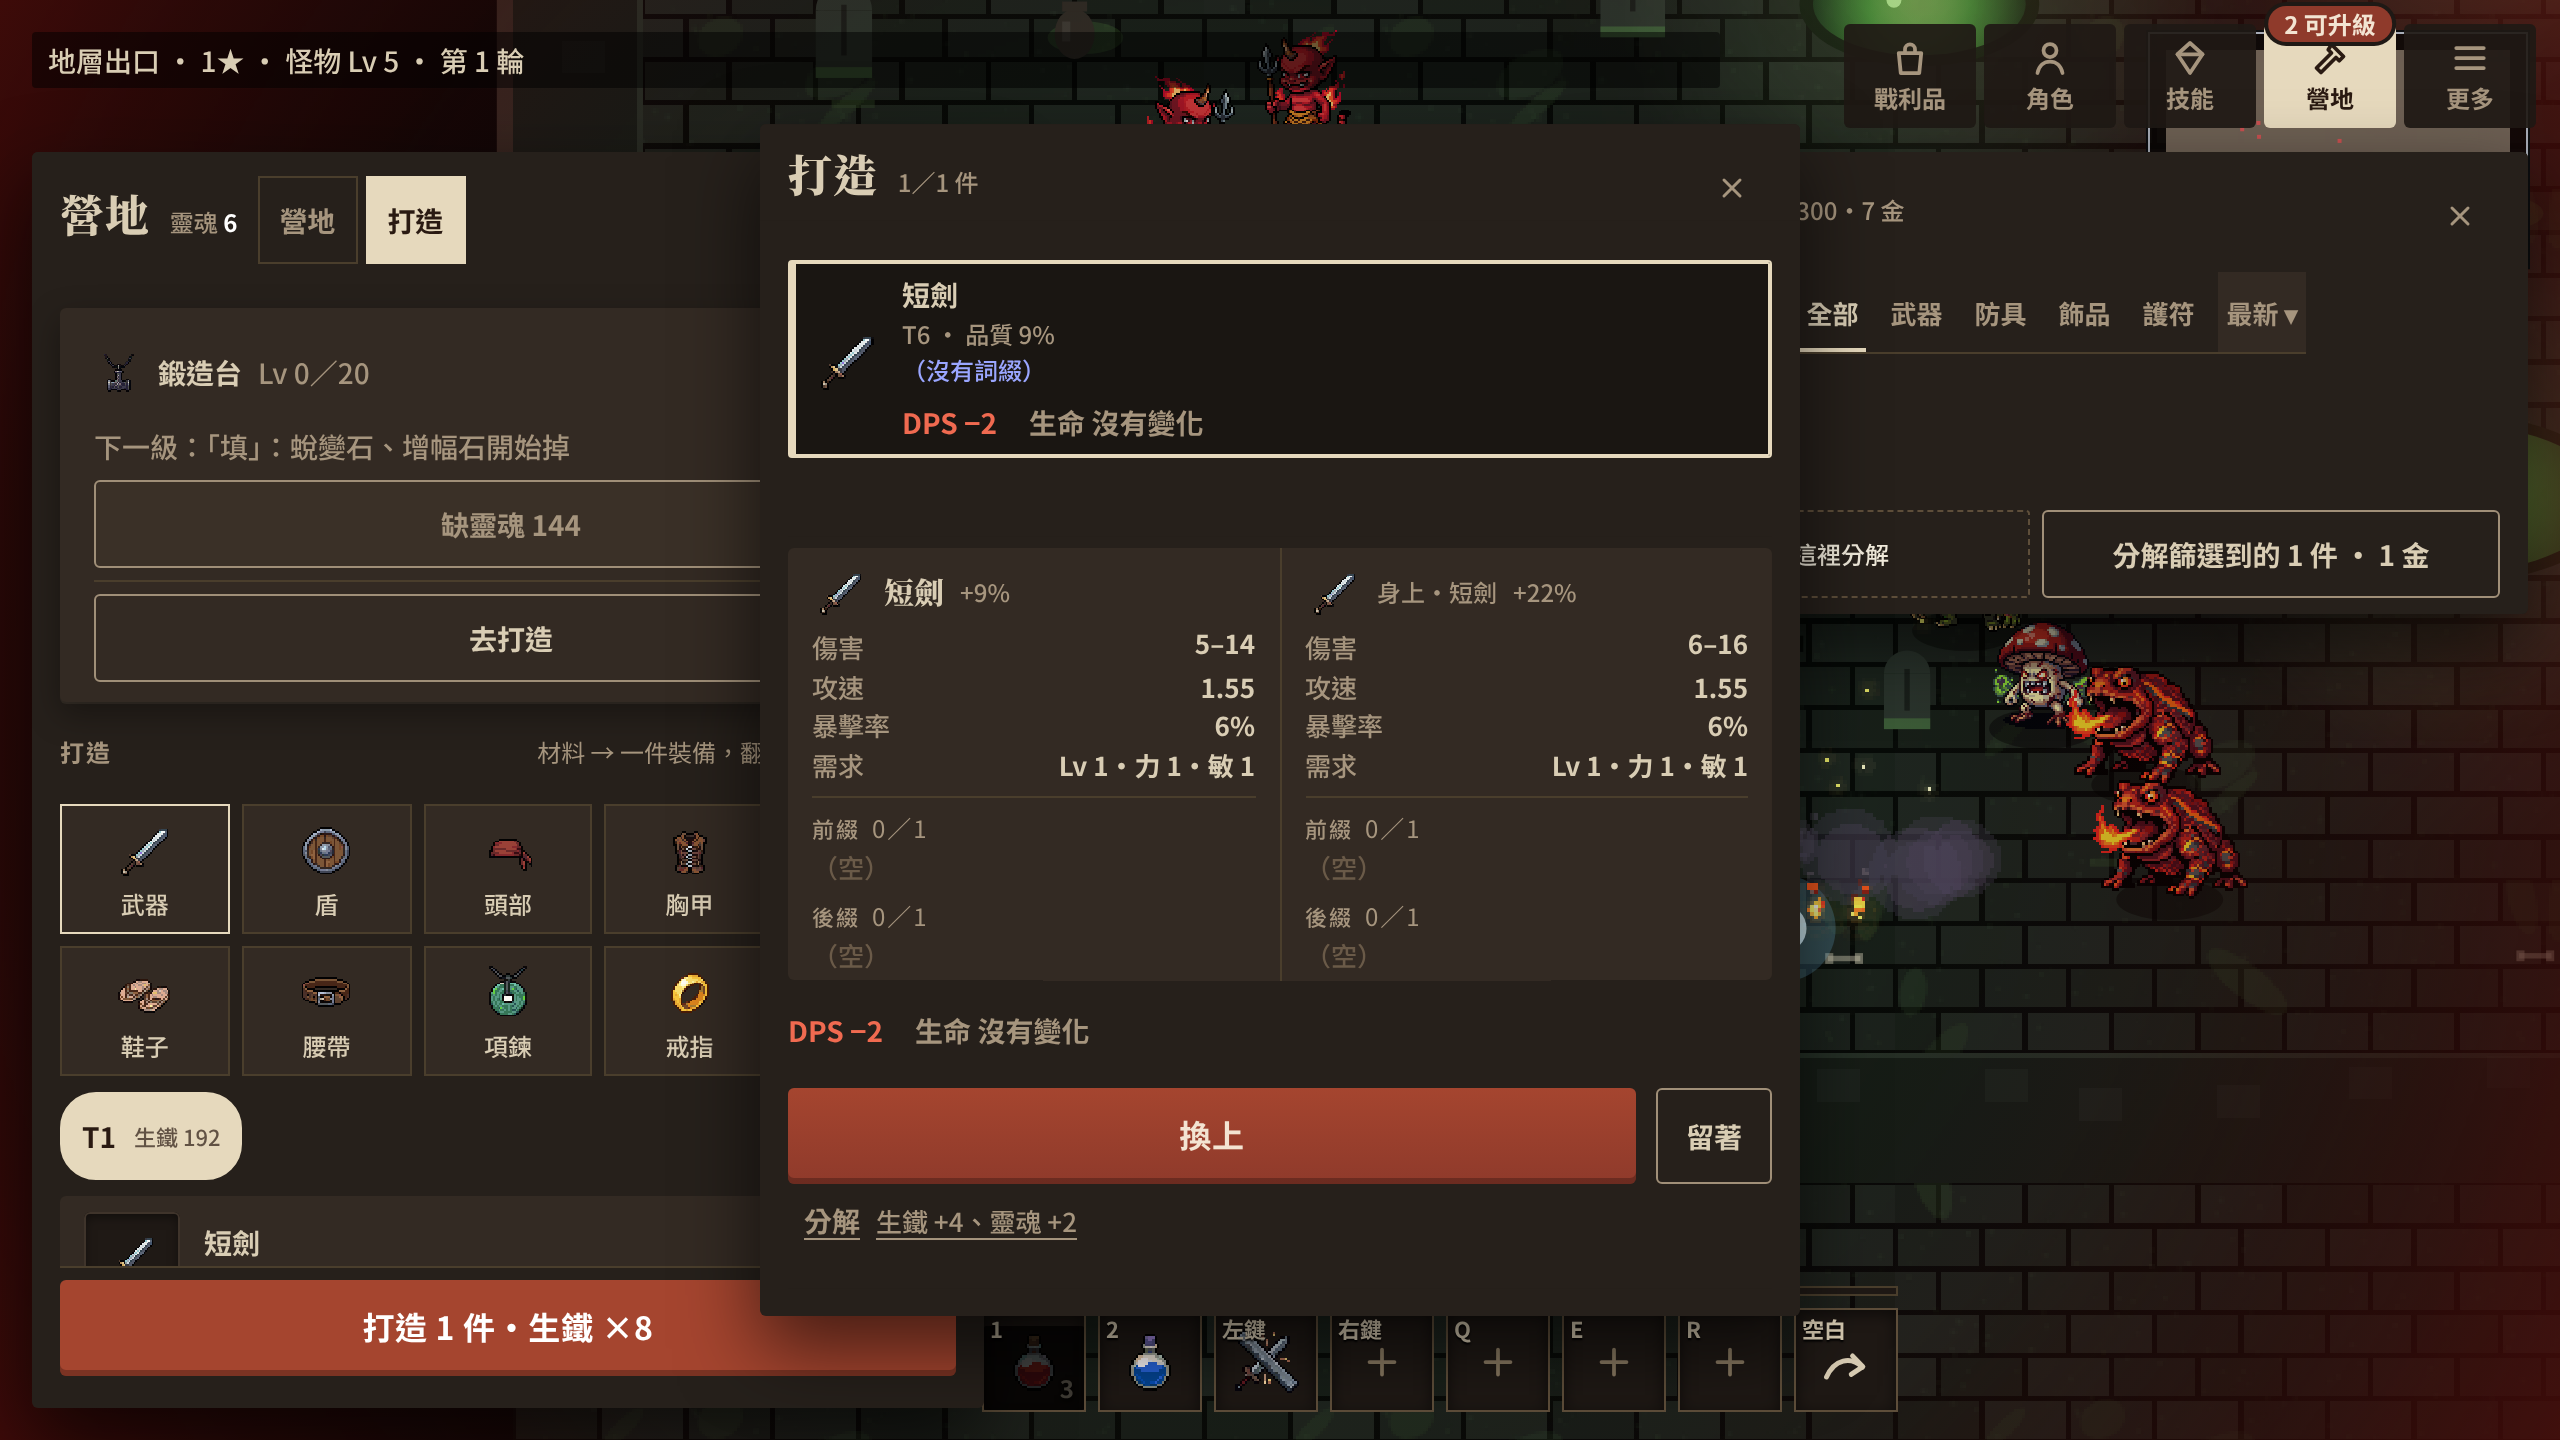 地層出口 • 1★ • 怪物 Lv 5 • 第 1 輪
戰利品
角色
技能
2 可升級
營地
更多
營地 靈魂 6
營地
打造
鍛造台 Lv 0／20
下一級：「填」：蛻變石、增幅石開始掉
缺靈魂 144
去打造
打造
材料 → 一件裝備，翻
武器
盾
頭部
胸甲
鞋子
腰帶
項鍊
戒指
T1 生鐵 192
短劍
打造 1 件・生鐵 ×8
打造 1／1 件
短劍
T6 • 品質 9%
（沒有詞綴）
DPS −2 生命 沒有變化
短劍 +9%
傷害 5–14
攻速 1.55
暴擊率 6%
需求 Lv 1・力 1・敏 1
前綴 0／1
（空）
後綴 0／1
（空）
身上・短劍 +22%
傷害 6–16
攻速 1.55
暴擊率 6%
需求 Lv 1・力 1・敏 1
前綴 0／1
（空）
後綴 0／1
（空）
DPS −2 生命 沒有變化
換上
留著
分解 生鐵 +4、靈魂 +2
300・7 金
全部
武器
防具
飾品
護符
最新 ▾
這裡分解
分解篩選到的 1 件 • 1 金
1
3
2
左鍵
右鍵
Q
E
R
空白